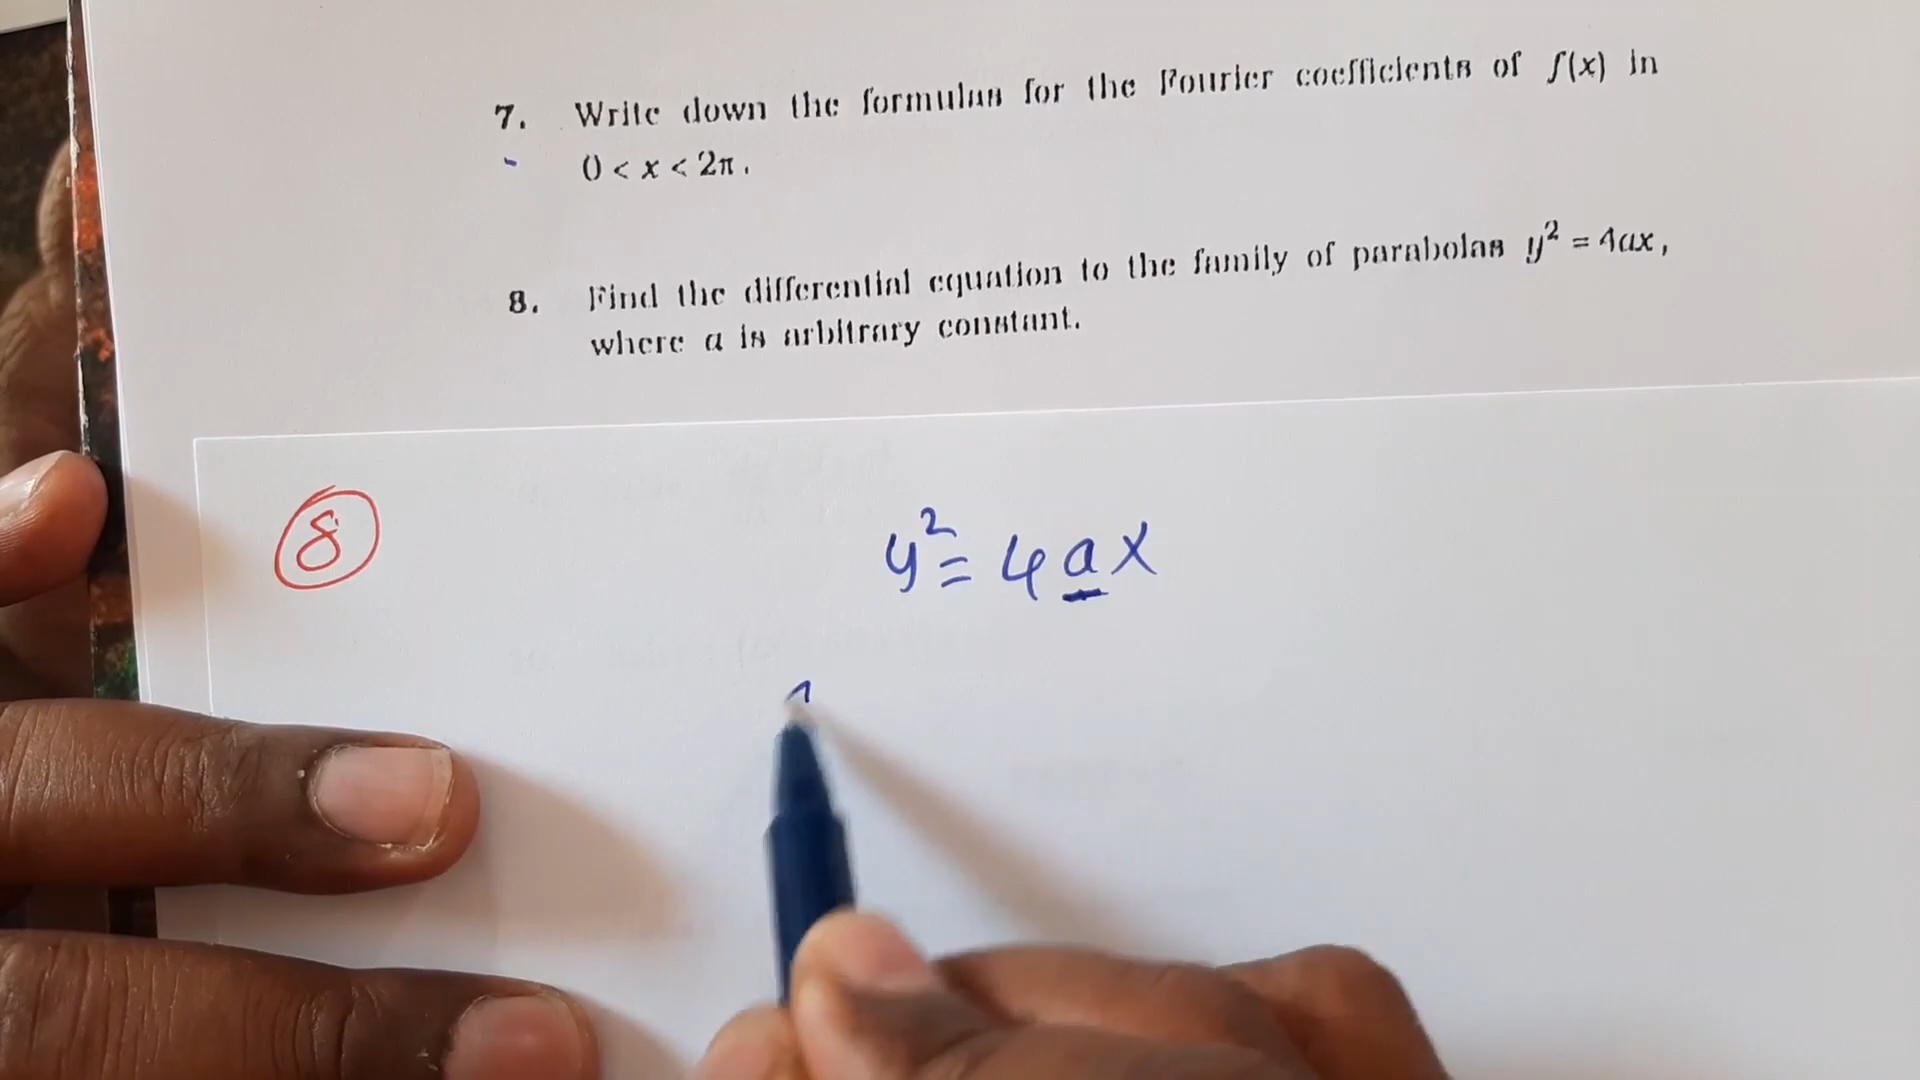 7. Write down the formulas for the Fourier coefficients of f(x) in
0 < x < 2π.
8. Find the differential equation to the family of parabolas y² = 4ax,
where a is arbitrary constant.
8
y² = 4ax